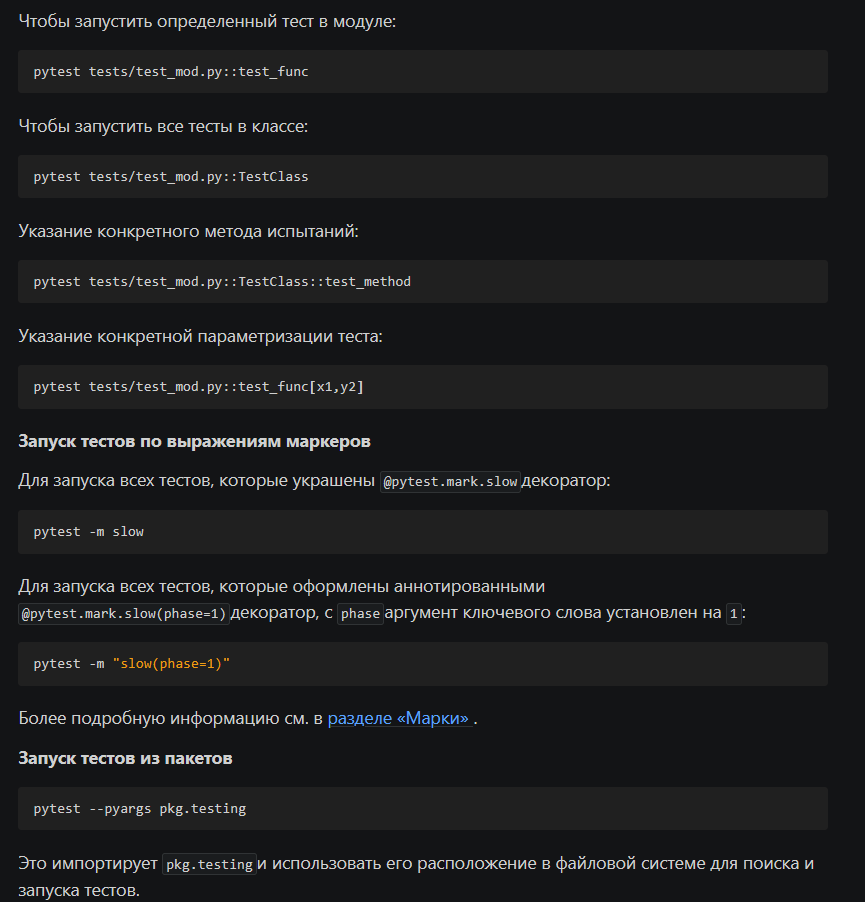 Чтобы запустить определенный тест в модуле:
pytest tests/test_mod.py::test_func
Чтобы запустить все тесты в классе:
pytest tests/test_mod.py::TestClass
Указание конкретного метода испытаний:
pytest tests/test_mod.py::TestClass::test_method
Указание конкретной параметризации теста:
pytest tests/test_mod.py::test_func[x1,y2]
Запуск тестов по выражениям маркеров
Для запуска всех тестов, которые украшены @pytest.mark.slow декоратор:
pytest -m slow
Для запуска всех тестов, которые оформлены аннотированными
@pytest.mark.slow(phase=1) декоратор, с phase аргумент ключевого слова установлен на 1 :
pytest -m "slow(phase=1)"
Более подробную информацию см. в разделе «Марки» .
Запуск тестов из пакетов
pytest --pyargs pkg.testing
Это импортирует pkg.testing и использовать его расположение в файловой системе для поиска и
запуска тестов.